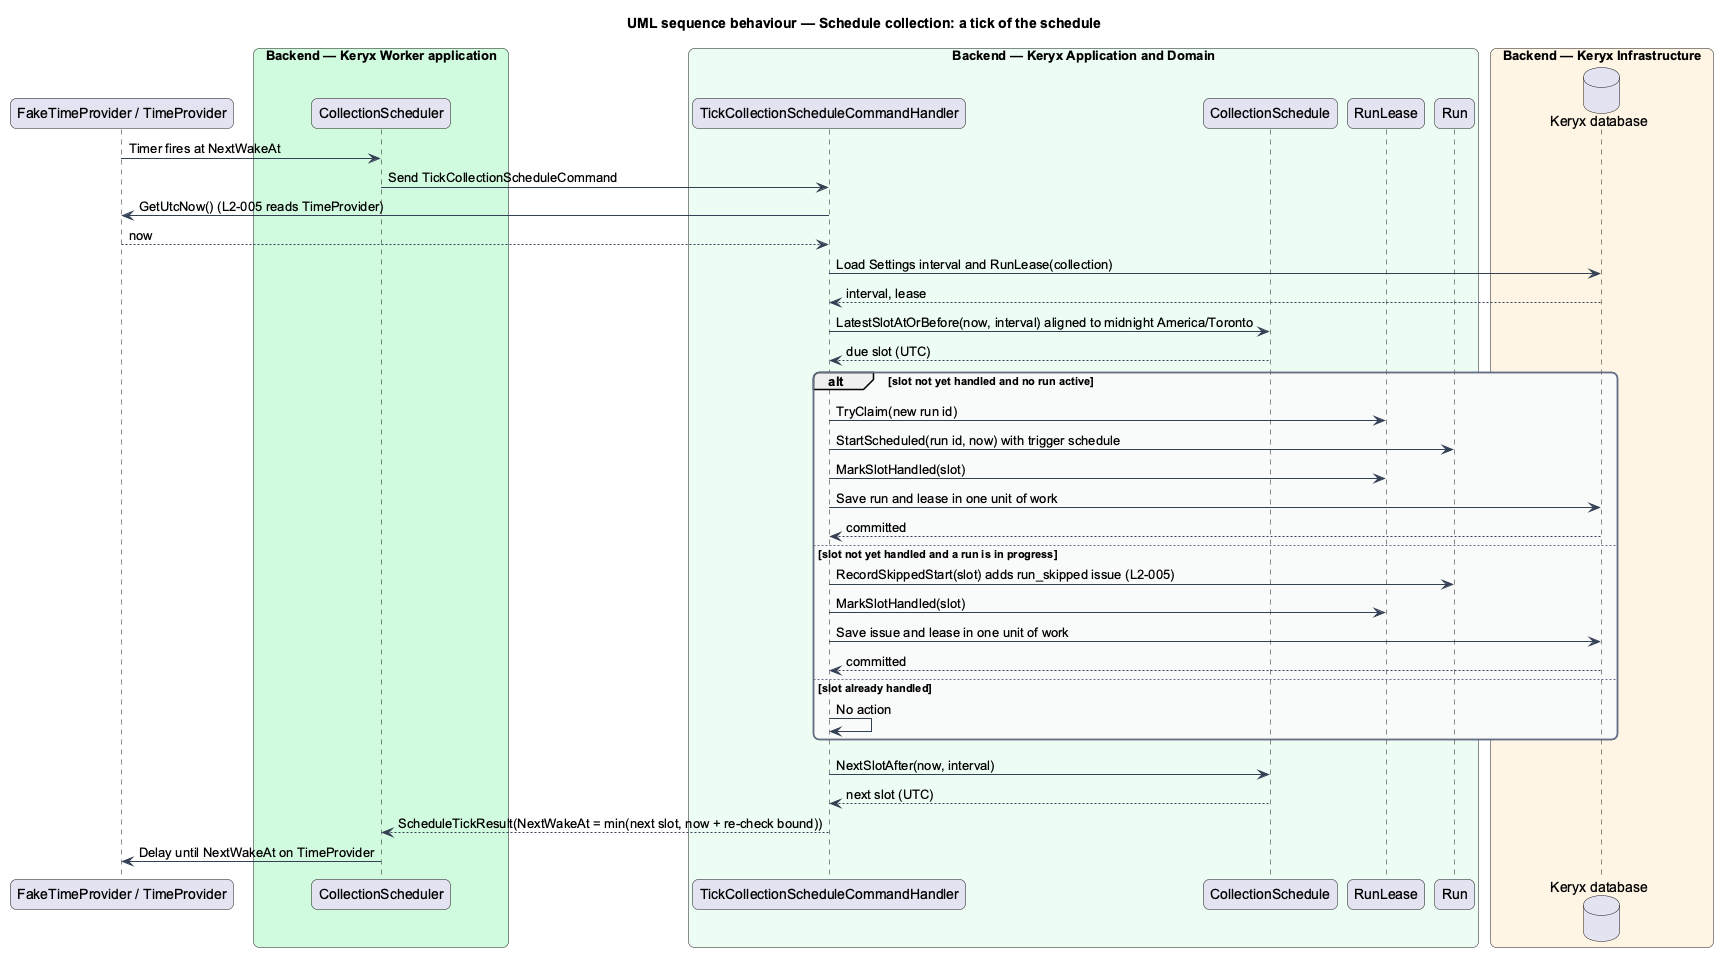 UML sequence behaviour — Schedule collection: a tick of the schedule
Backend — Keryx Worker application
Backend — Keryx Application and Domain
Backend — Keryx Infrastructure
FakeTimeProvider / TimeProvider
CollectionScheduler
TickCollectionScheduleCommandHandler
CollectionSchedule
RunLease
Run
Keryx database
Timer fires at NextWakeAt
Send TickCollectionScheduleCommand
GetUtcNow() (L2-005 reads TimeProvider)
now
Load Settings interval and RunLease(collection)
interval, lease
LatestSlotAtOrBefore(now, interval) aligned to midnight America/Toronto
due slot (UTC)
alt
[slot not yet handled and no run active]
TryClaim(new run id)
StartScheduled(run id, now) with trigger schedule
MarkSlotHandled(slot)
Save run and lease in one unit of work
committed
[slot not yet handled and a run is in progress]
RecordSkippedStart(slot) adds run_skipped issue (L2-005)
MarkSlotHandled(slot)
Save issue and lease in one unit of work
committed
[slot already handled]
No action
NextSlotAfter(now, interval)
next slot (UTC)
ScheduleTickResult(NextWakeAt = min(next slot, now + re-check bound))
Delay until NextWakeAt on TimeProvider
FakeTimeProvider / TimeProvider
CollectionScheduler
TickCollectionScheduleCommandHandler
CollectionSchedule
RunLease
Run
Keryx database